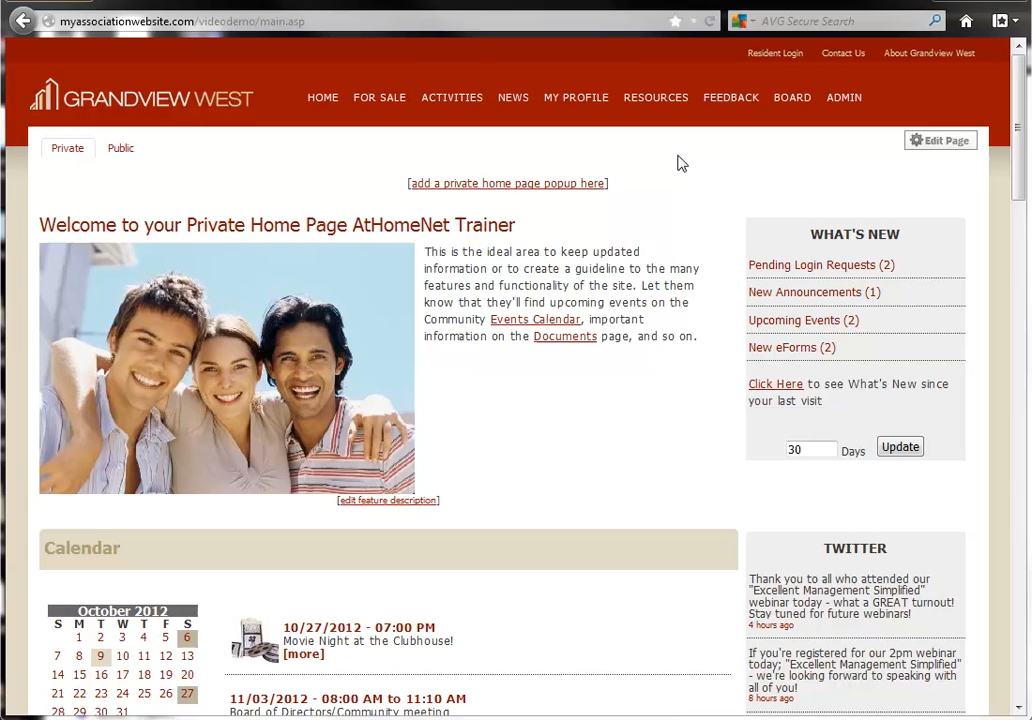 myassociationwebsite.com/videodemo/main.asp
AVG Secure Search
Resident Login Contact Us About Grandview West
GRANDVIEW WEST
HOME FOR SALE ACTIVITIES NEWS MY PROFILE RESOURCES FEEDBACK BOARD ADMIN
Private Public
Edit Page
[add a private home page popup here]
Welcome to your Private Home Page AtHomeNet Trainer
This is the ideal area to keep updated
information or to create a guideline to the many
features and functionality of the site. Let them
know that they'll find upcoming events on the
Community Events Calendar, important
information on the Documents page, and so on.
[edit feature description]
WHAT'S NEW
Pending Login Requests (2)
New Announcements (1)
Upcoming Events (2)
New eForms (2)
Click Here to see What's New since
your last visit
30 Days Update
Calendar
October 2012
S M T W T F S
1 2 3 4 5 6
7 8 9 10 11 12 13
14 15 16 17 18 19 20
21 22 23 24 25 26 27
28 29 30 31
10/27/2012 - 07:00 PM
Movie Night at the Clubhouse!
[more]
11/03/2012 - 08:00 AM to 11:10 AM
Board of Directors/Community meeting
TWITTER
Thank you to all who attended our
"Excellent Management Simplified"
webinar today - what a GREAT turnout!
Stay tuned for future webinars!
4 hours ago
If you're registered for our 2pm webinar
today; "Excellent Management Simplified"
- we're looking forward to speaking with
all of you!
8 hours ago